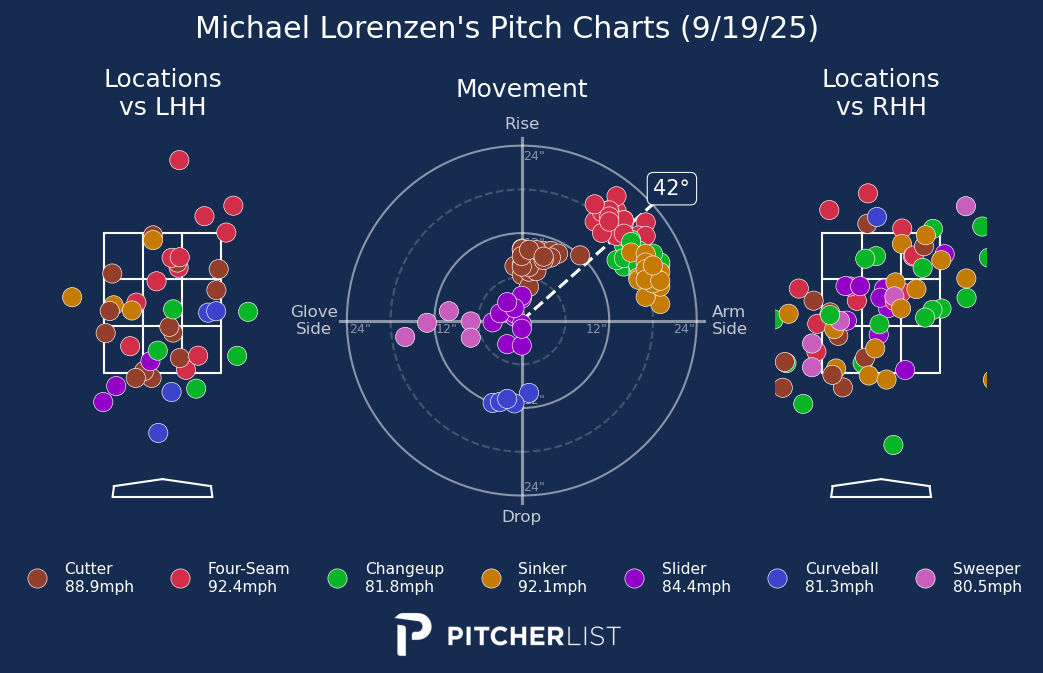 Michael Lorenzen's Pitch Charts (9/19/25)
Locations
vs LHH
Movement
Locations
vs RHH
Rise
24"
42°
Glove
Side
24"
12"
12"
24"
Arm
Side
24"
Drop
Cutter
88.9mph
Four-Seam
92.4mph
Changeup
81.8mph
Sinker
92.1mph
Slider
84.4mph
Curveball
81.3mph
Sweeper
80.5mph
PITCHERLIST